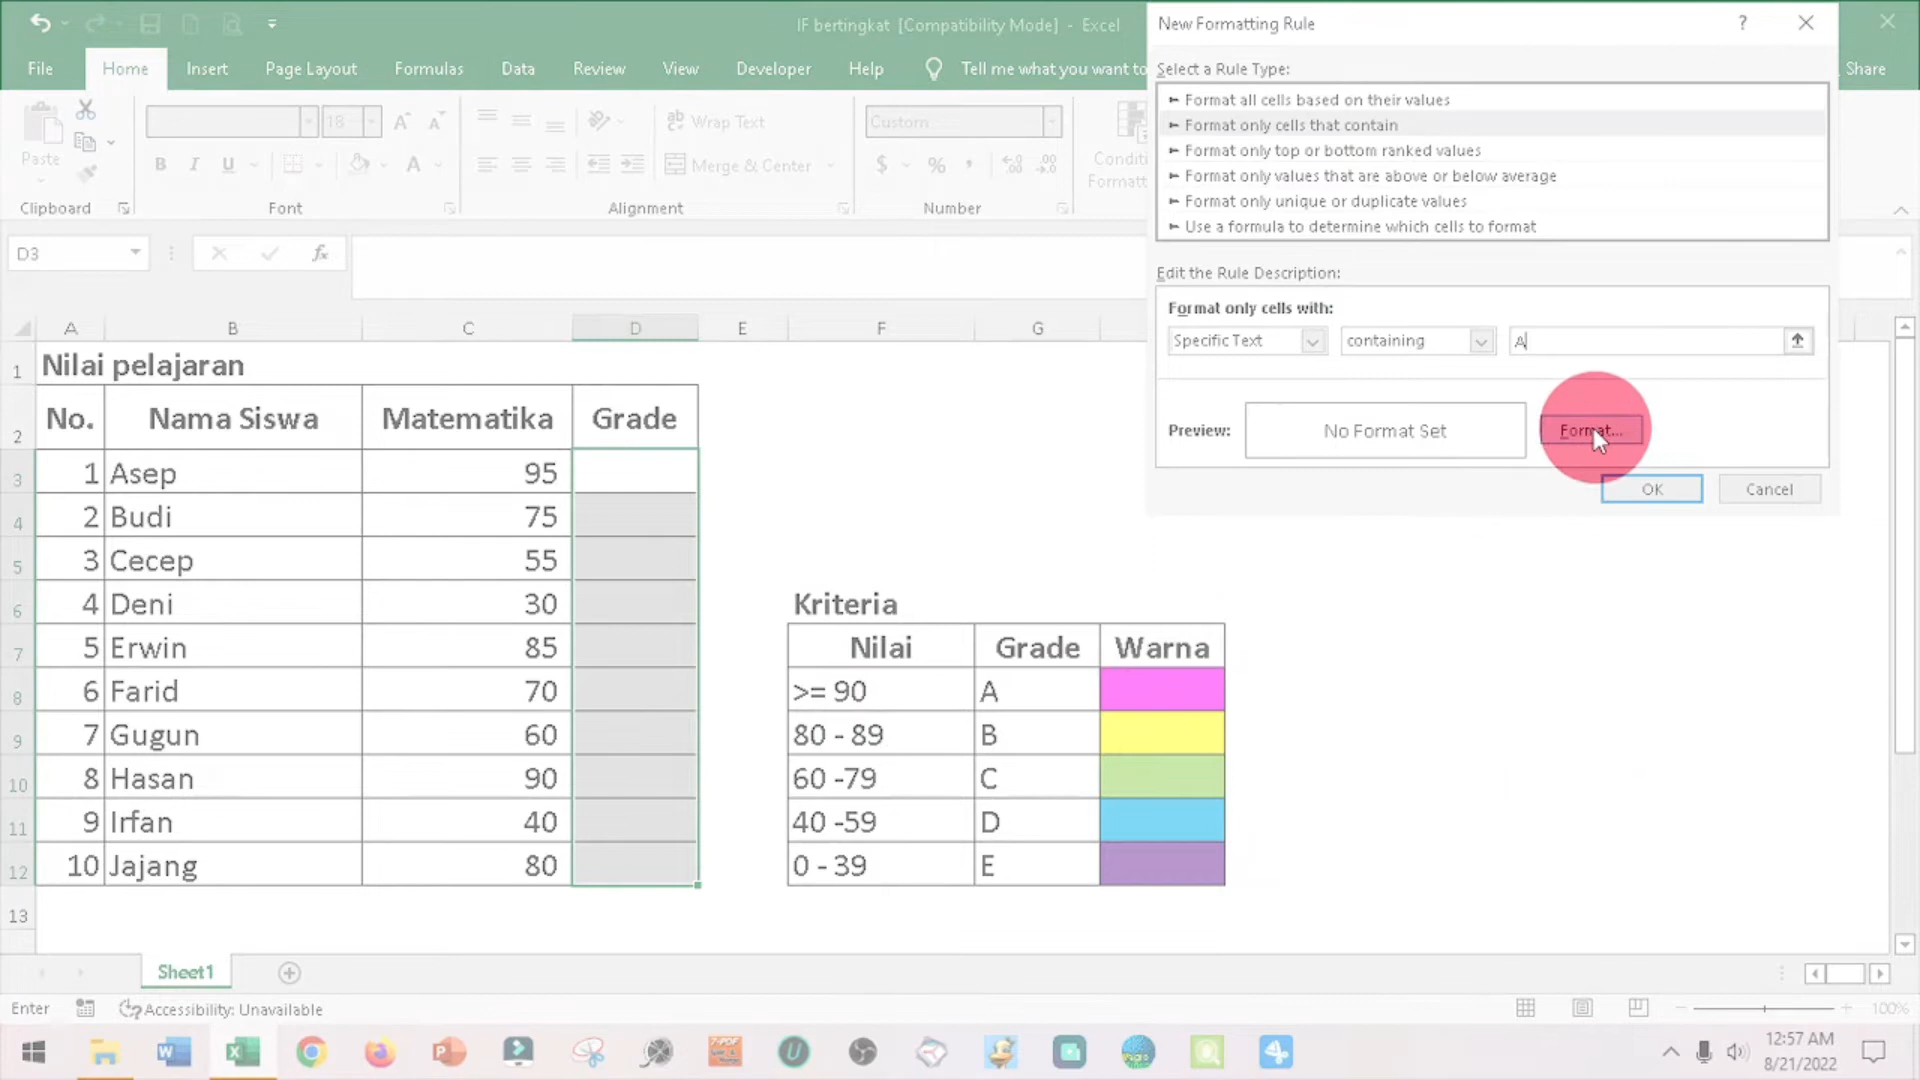 IF bertingkat [Compatibility Mode] - Excel
New Formatting Rule
File Home Insert Page Layout Formulas Data Review View Developer Help Tell me what you want to Share
Select a Rule Type:
► Format all cells based on their values
► Format only cells that contain
► Format only top or bottom ranked values
► Format only values that are above or below average
► Format only unique or duplicate values
► Use a formula to determine which cells to format
Paste 18 Wrap Text Custom
B I U A Merge & Center $ % , Conditi
Formatt
Clipboard Font Alignment Number
D3 fx
Edit the Rule Description:
Format only cells with:
Specific Text containing A
Preview: No Format Set Format...
OK Cancel
A B C D E F G
1 Nilai pelajaran
2 No. Nama Siswa Matematika Grade
3 1 Asep 95
4 2 Budi 75
5 3 Cecep 55
6 4 Deni 30 Kriteria
7 5 Erwin 85 Nilai Grade Warna
8 6 Farid 70 >= 90 A
9 7 Gugun 60 80 - 89 B
10 8 Hasan 90 60 -79 C
11 9 Irfan 40 40 -59 D
12 10 Jajang 80 0 - 39 E
13
Sheet1
Enter Accessibility: Unavailable 100%
12:57 AM
8/21/2022